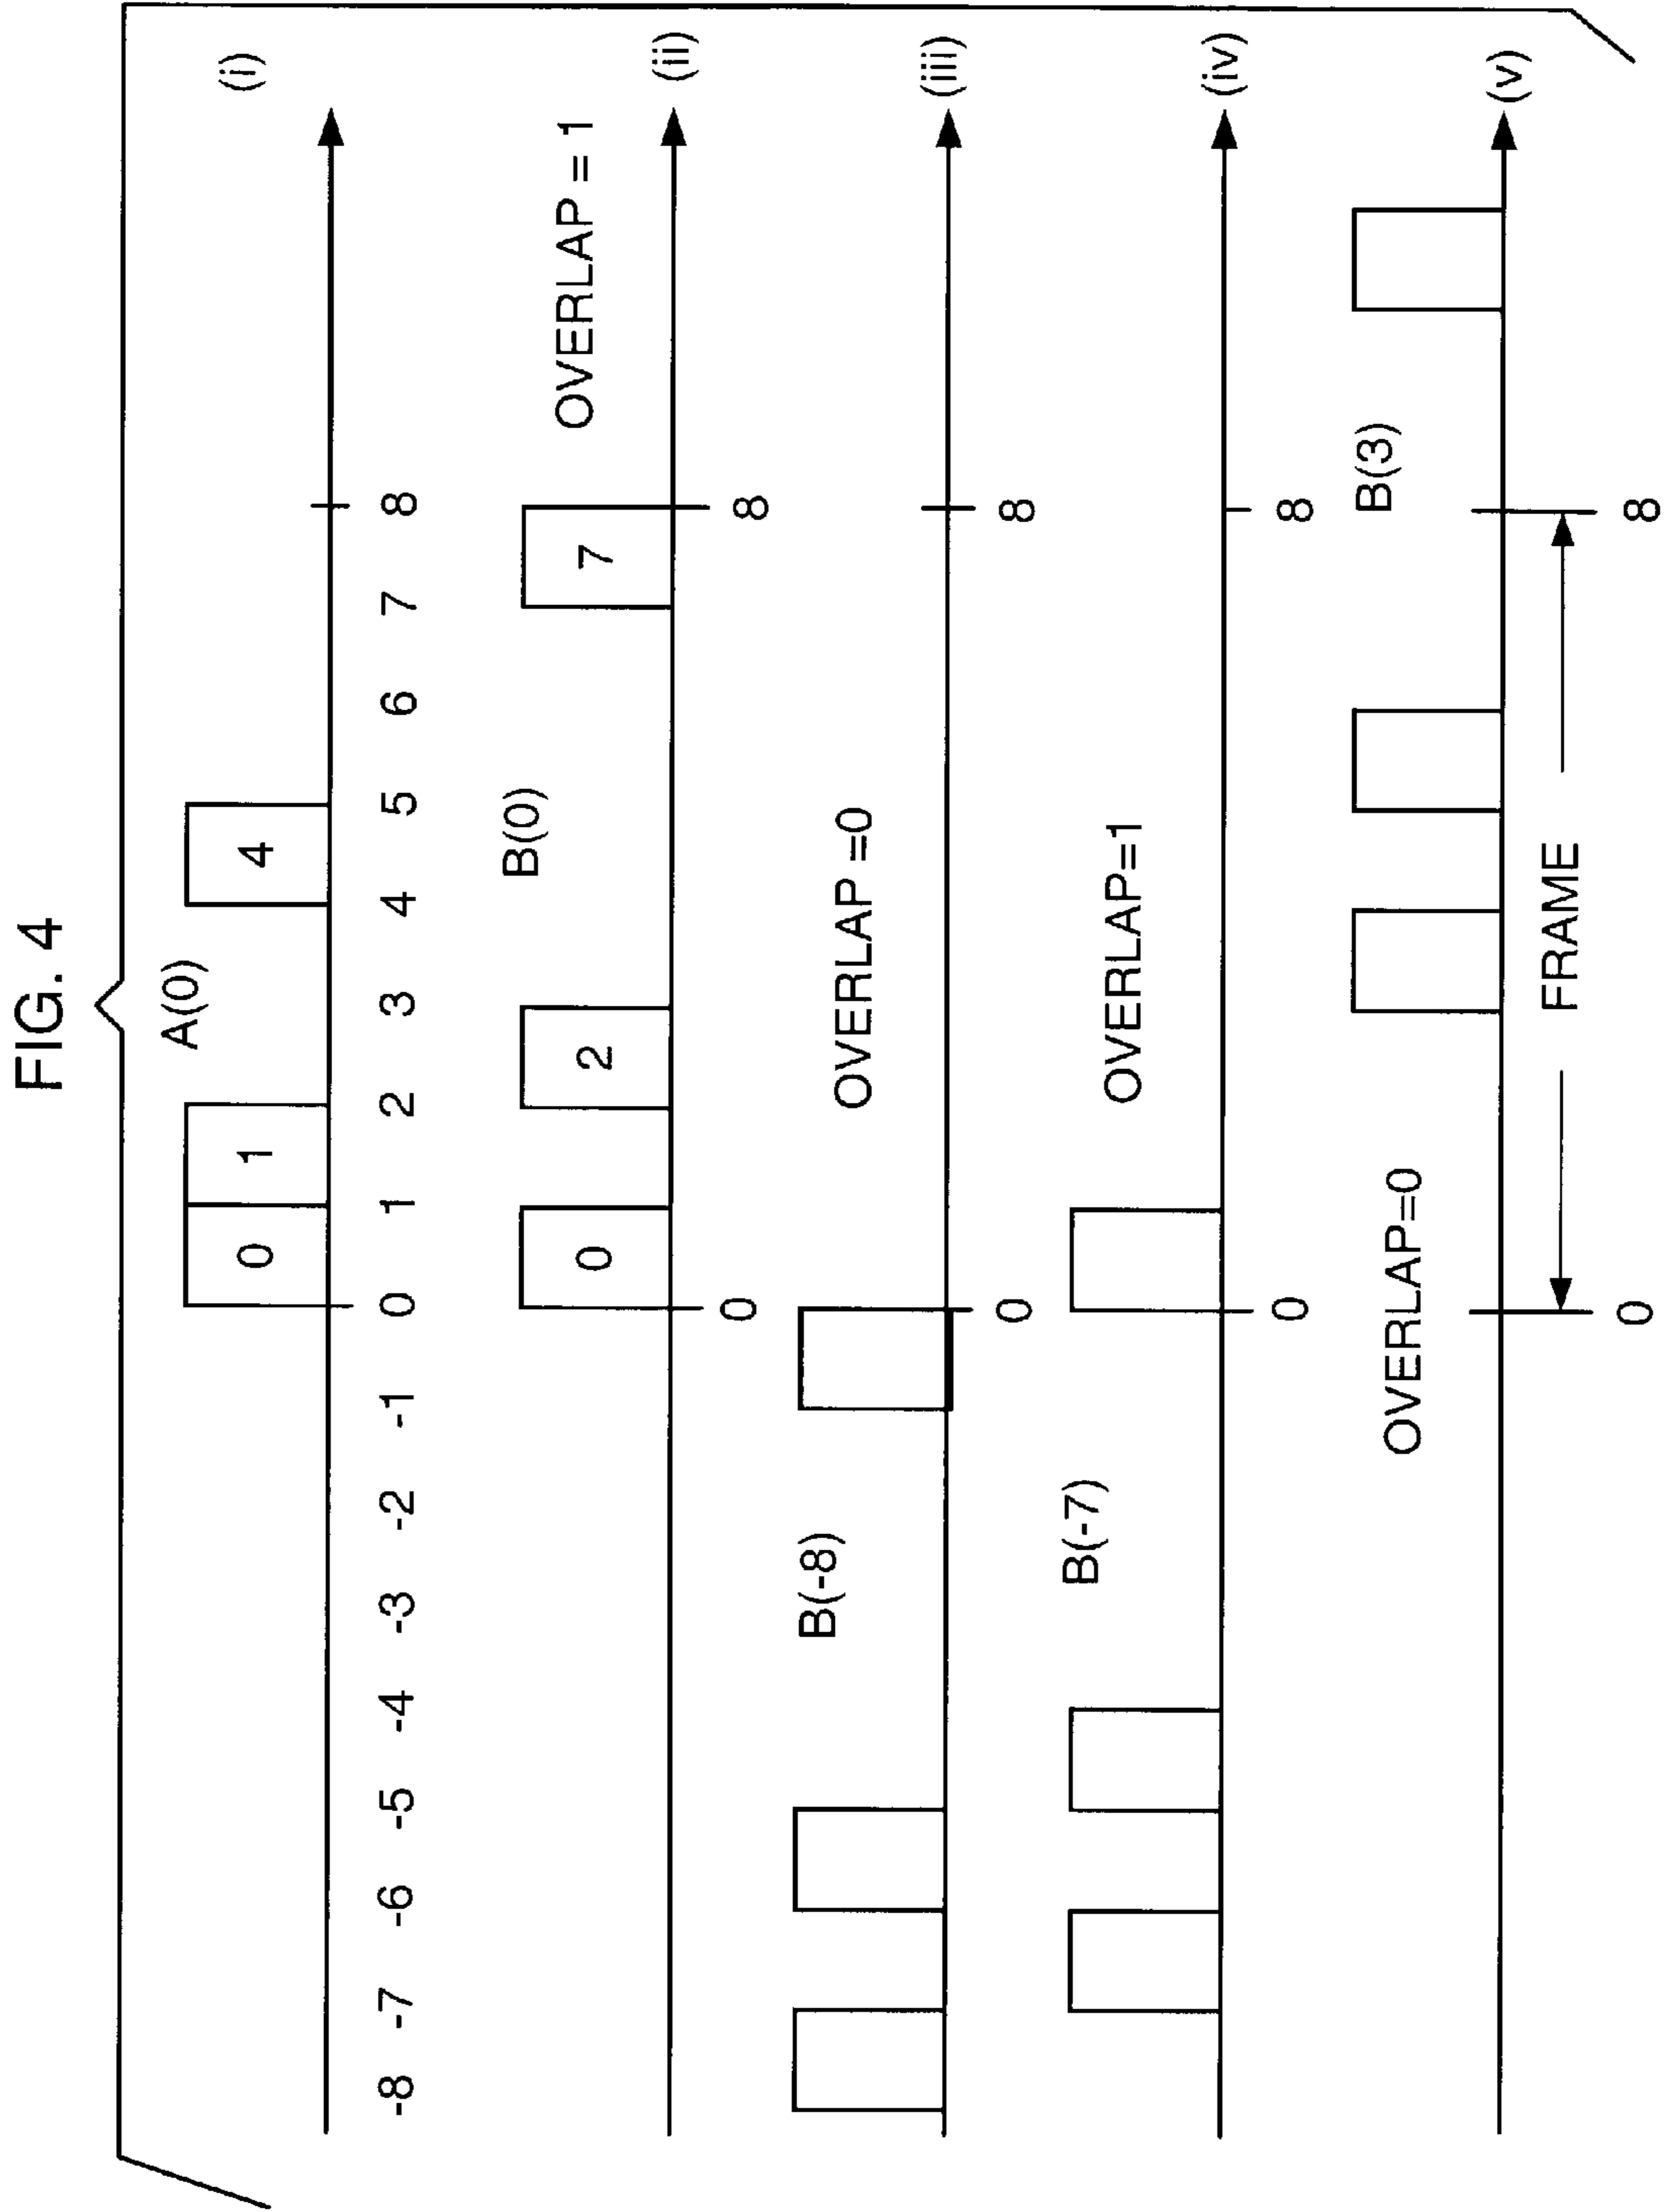 FIG. 4
A(0)
(i)
0 1 4
-8 -7 -6 -5 -4 -3 -2 -1 0 1 2 3 4 5 6 7 8
B(0)
OVERLAP = 1
(ii)
0 2 7
0 8
B(-8)
OVERLAP =0
(iii)
0 8
B(-7)
OVERLAP=1
(iv)
0 8
OVERLAP=0
B(3)
(v)
FRAME
0 8